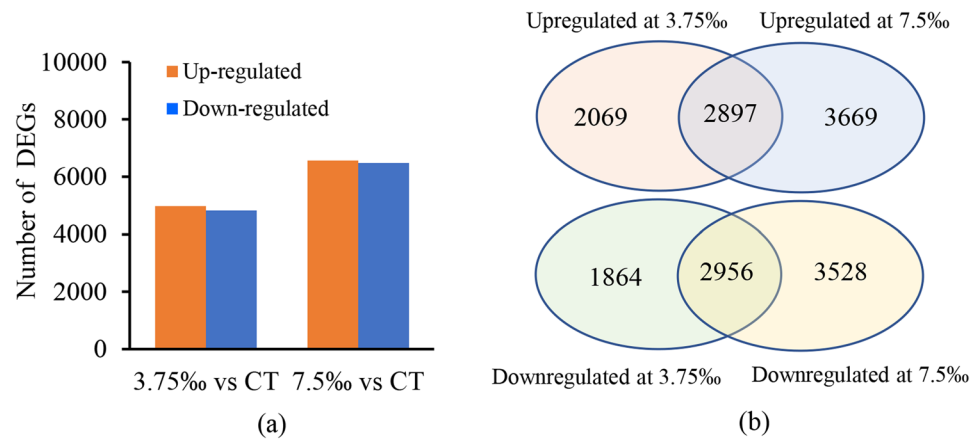 10000
8000
6000
4000
2000
0
Number of DEGs
Up-regulated
Down-regulated
3.75‰ vs CT
7.5‰ vs CT
(a)
Upregulated at 3.75‰
Upregulated at 7.5‰
2069
2897
3669
1864
2956
3528
Downregulated at 3.75‰
Downregulated at 7.5‰
(b)